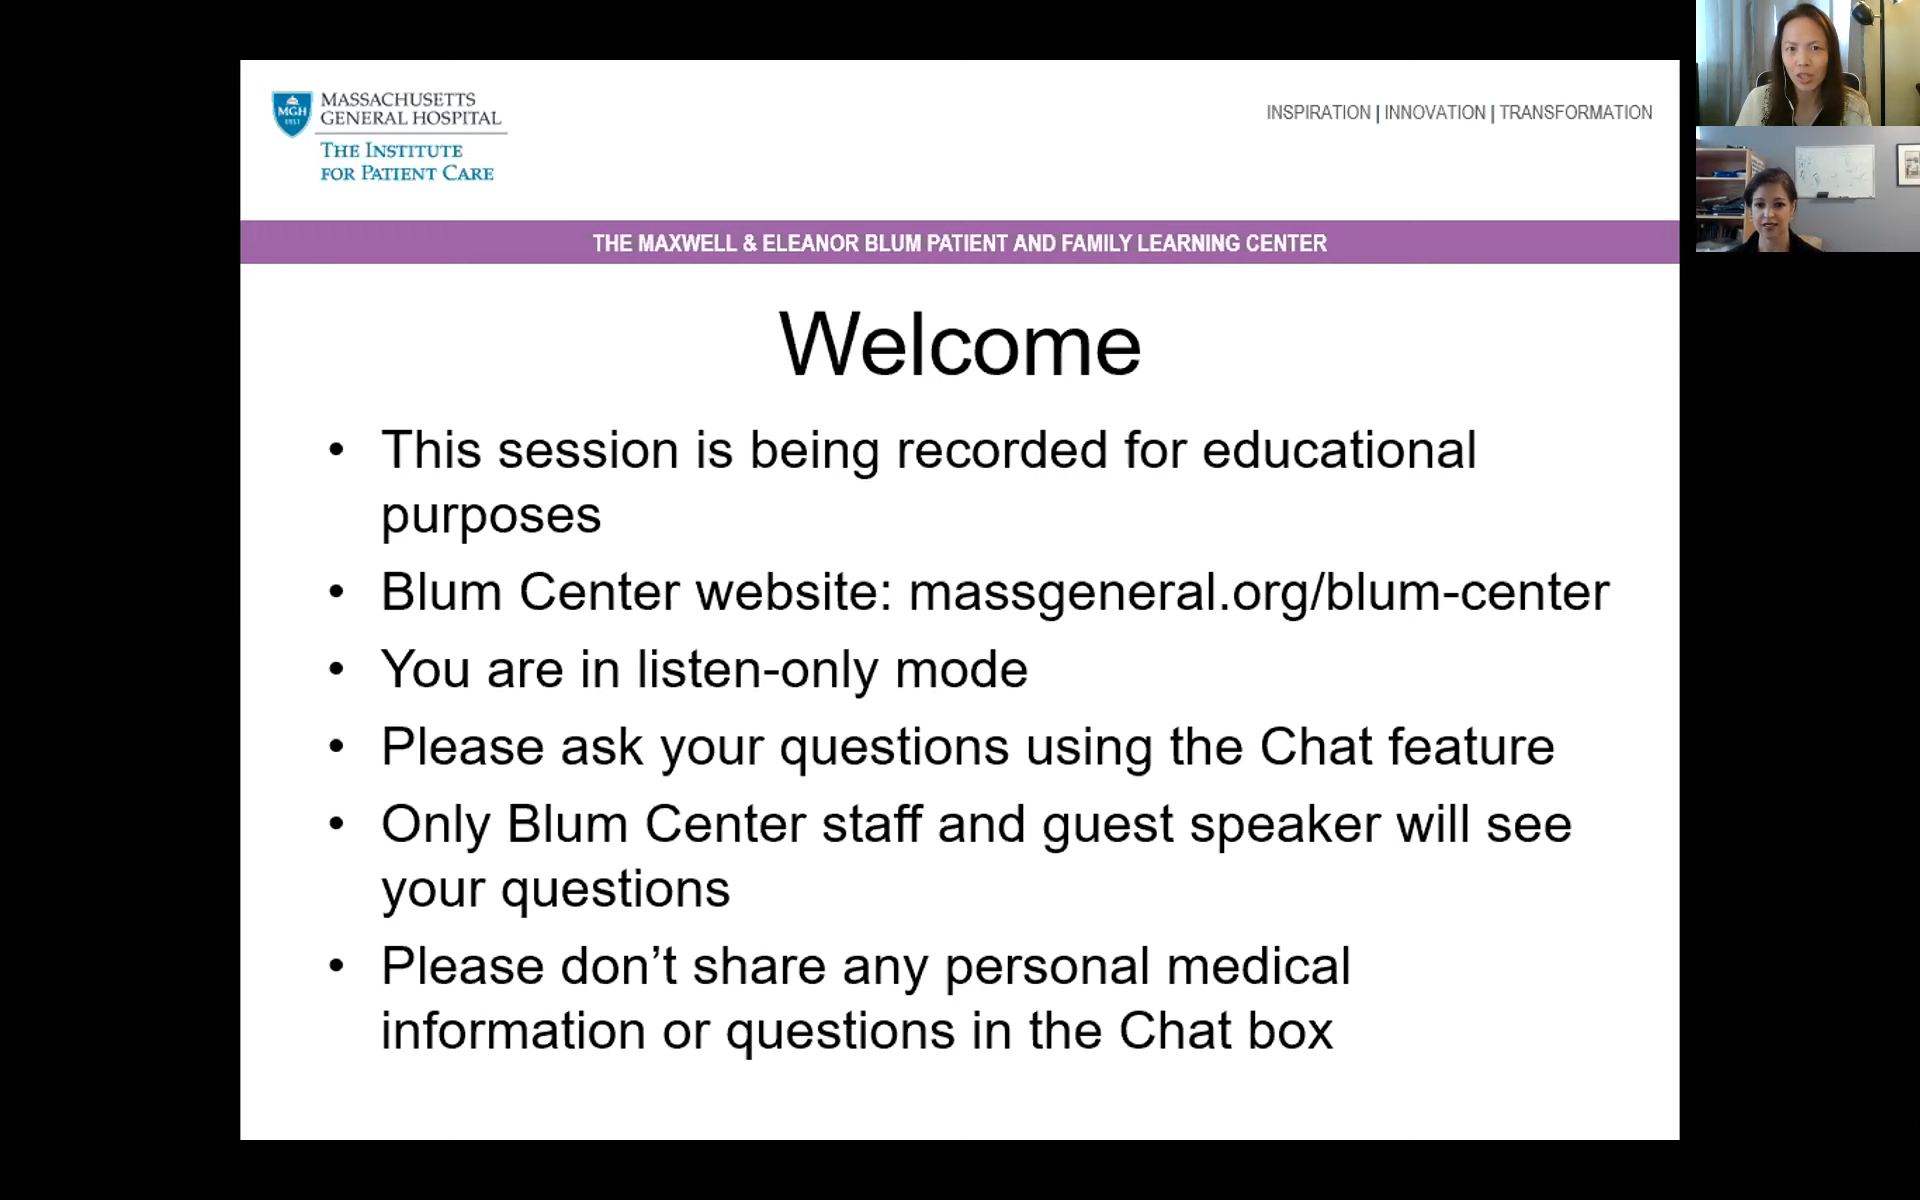 MGH
1811
MASSACHUSETTS
GENERAL HOSPITAL
THE INSTITUTE
FOR PATIENT CARE
INSPIRATION | INNOVATION | TRANSFORMATION
THE MAXWELL & ELEANOR BLUM PATIENT AND FAMILY LEARNING CENTER
Welcome
• This session is being recorded for educational
purposes
• Blum Center website: massgeneral.org/blum-center
• You are in listen-only mode
• Please ask your questions using the Chat feature
• Only Blum Center staff and guest speaker will see
your questions
• Please don’t share any personal medical
information or questions in the Chat box